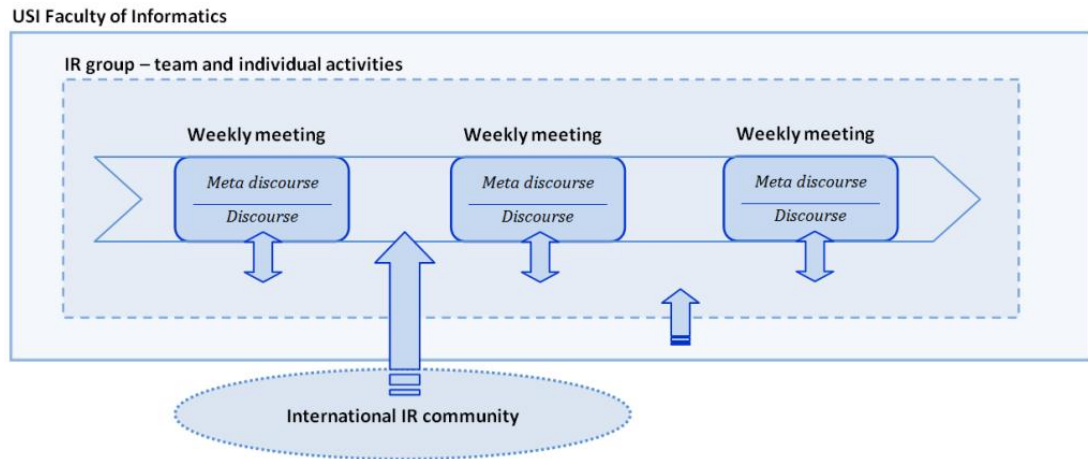 USI Faculty of Informatics
IR group – team and individual activities
Weekly meeting
Weekly meeting
Weekly meeting
Meta discourse
Discourse
Meta discourse
Discourse
Meta discourse
Discourse
International IR community